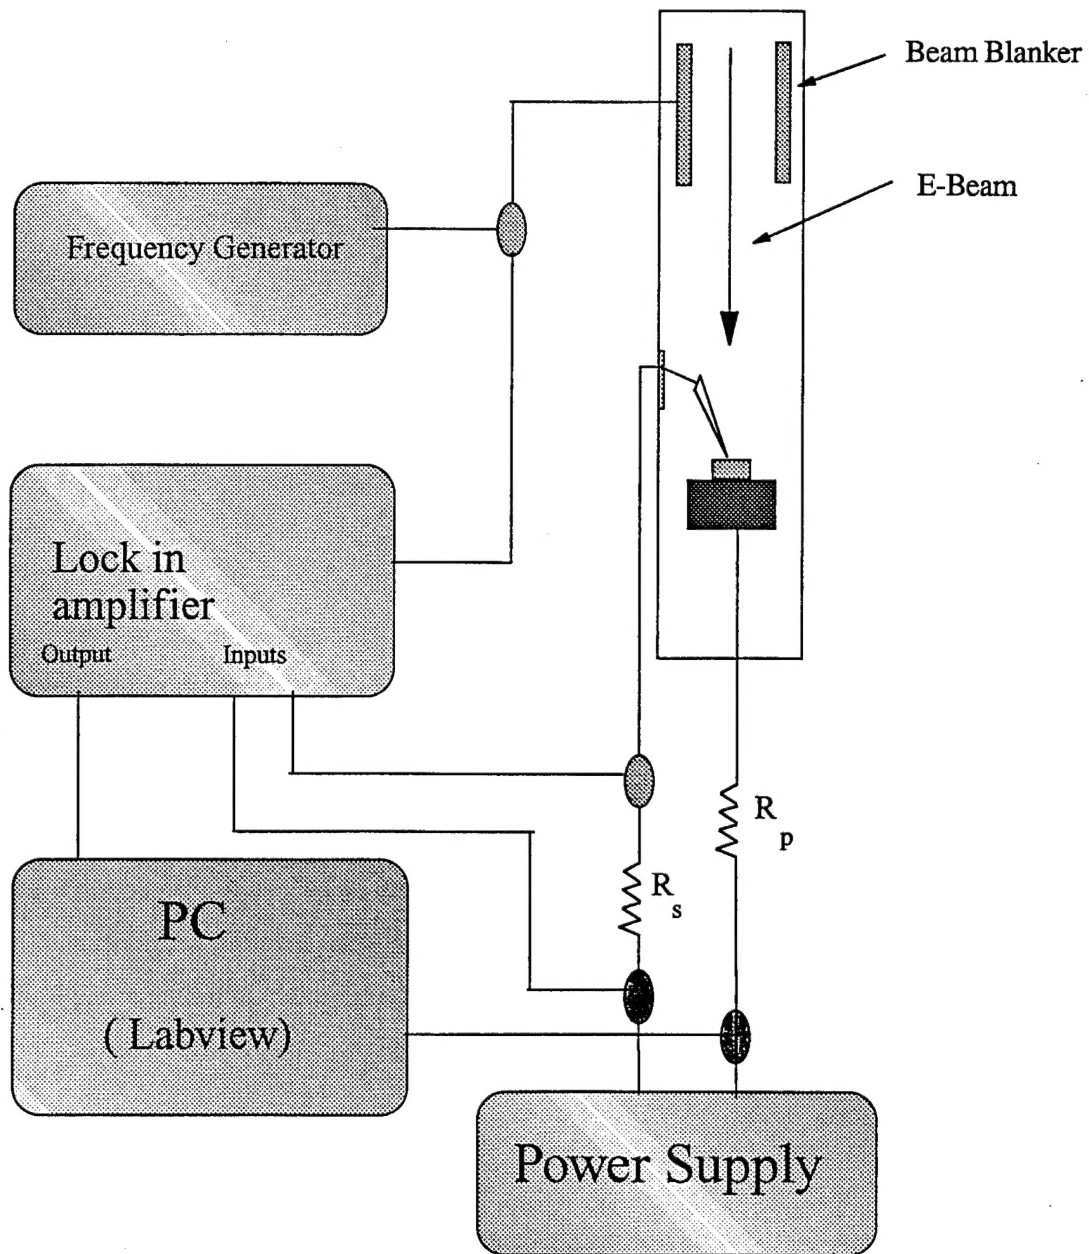 Beam Blanker
E-Beam
Frequency Generator
Lock in
amplifier
Output
Inputs
R
p
R
s
PC
( Labview)
Power Supply